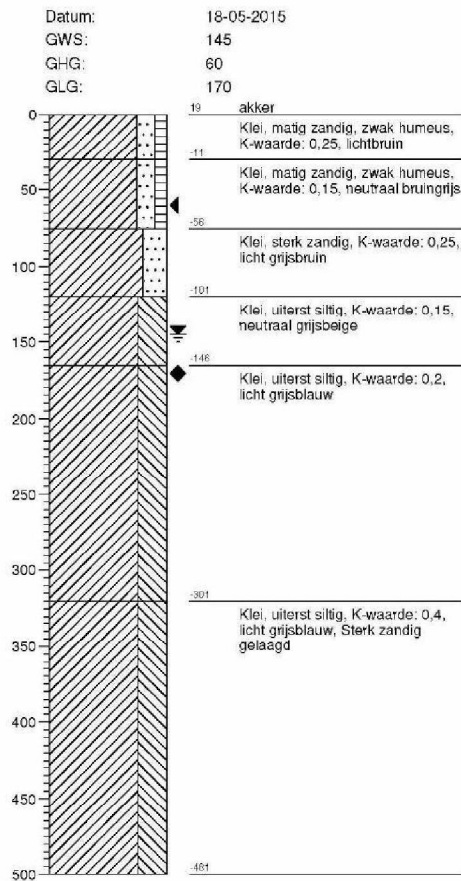 Datum: 18-05-2015
GWS: 145
GHG: 60
GLG: 170
0
19 akker
Klei, matig zandig, zwak humeus,
K-waarde: 0,25, lichtbruin
-11
Klei, matig zandig, zwak humeus,
K-waarde: 0,15, neutraal bruingrijs
50
-56
Klei, sterk zandig, K-waarde: 0,25,
licht grijsbruin
100
-101
Klei, uiterst siltig, K-waarde: 0,15,
neutraal grijsbeige
150
-146
Klei, uiterst siltig, K-waarde: 0,2,
licht grijsblauw
200
250
300
-301
Klei, uiterst siltig, K-waarde: 0,4,
licht grijsblauw, Sterk zandig
gelaagd
350
400
450
500
-481